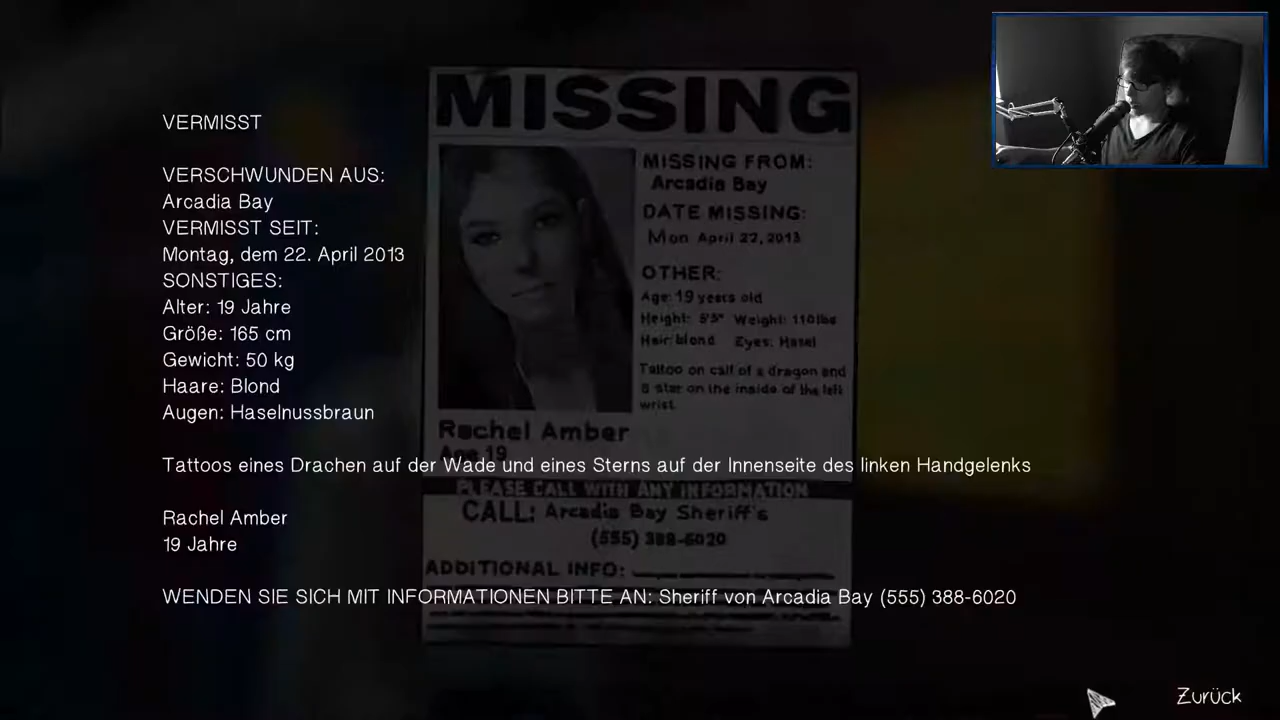 VERMISST
VERSCHWUNDEN AUS:
Arcadia Bay
VERMISST SEIT:
Montag, dem 22. April 2013
SONSTIGES:
Alter: 19 Jahre
Größe: 165 cm
Gewicht: 50 kg
Haare: Blond
Augen: Haselnussbraun
Tattoos eines Drachen auf der Wade und eines Sterns auf der Innenseite des linken Handgelenks
Rachel Amber
19 Jahre
WENDEN SIE SICH MIT INFORMATIONEN BITTE AN: Sheriff von Arcadia Bay (555) 388-6020
MISSING
MISSING FROM:
Arcadia Bay
DATE MISSING:
Mon April 22, 2013
OTHER:
Age: 19 years old
Height: 5'5" Weight: 110lbs
Hair: blond Eyes: Hasel
Tattoo on calf of a dragon and
a star on the inside of the left
wrist.
Rachel Amber
Age 19
PLEASE CALL WITH ANY INFORMATION
CALL: Arcadia Bay Sheriff's
(555) 388-6020
ADDITIONAL INFO:
Zurück